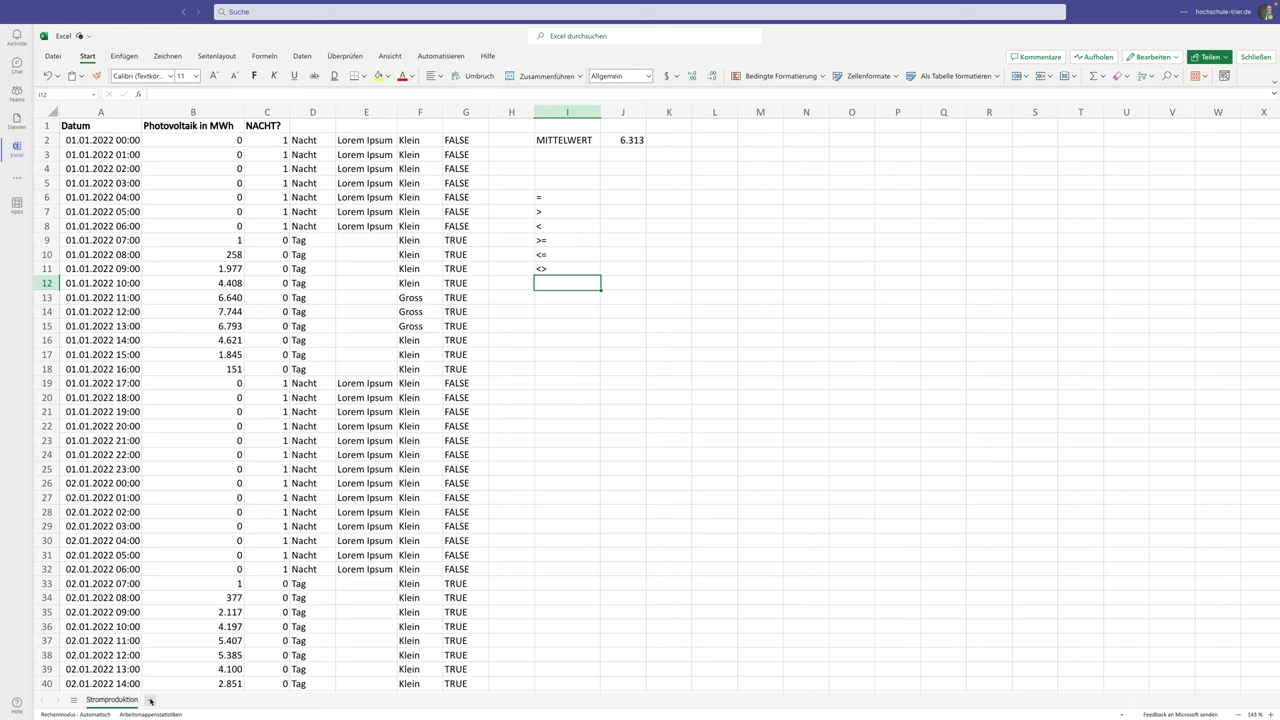 Suche
hochschule-trier.de
Aktivität
Chat
Teams
Dateien
Excel
Apps
Hilfe
Excel
Excel durchsuchen
Datei Start Einfügen Zeichnen Seitenlayout Formeln Daten Überprüfen Ansicht Automatisieren Hilfe
Kommentare Aufholen Bearbeiten Teilen Schließen
Calibri (Textkör... 11 A A F K U ab D A Umbruch Zusammenführen Allgemein $ Bedingte Formatierung Zellenformate Als Tabelle formatieren
I12 fx
A B C D E F G H I J K L M N O P Q R S T U V W X
1 Datum Photovoltaik in MWh NACHT?
2 01.01.2022 00:00 0 1 Nacht Lorem Ipsum Klein FALSE MITTELWERT 6.313
3 01.01.2022 01:00 0 1 Nacht Lorem Ipsum Klein FALSE
4 01.01.2022 02:00 0 1 Nacht Lorem Ipsum Klein FALSE
5 01.01.2022 03:00 0 1 Nacht Lorem Ipsum Klein FALSE
6 01.01.2022 04:00 0 1 Nacht Lorem Ipsum Klein FALSE =
7 01.01.2022 05:00 0 1 Nacht Lorem Ipsum Klein FALSE >
8 01.01.2022 06:00 0 1 Nacht Lorem Ipsum Klein FALSE <
9 01.01.2022 07:00 1 0 Tag Klein TRUE >=
10 01.01.2022 08:00 258 0 Tag Klein TRUE <=
11 01.01.2022 09:00 1.977 0 Tag Klein TRUE <>
12 01.01.2022 10:00 4.408 0 Tag Klein TRUE
13 01.01.2022 11:00 6.640 0 Tag Gross TRUE
14 01.01.2022 12:00 7.744 0 Tag Gross TRUE
15 01.01.2022 13:00 6.793 0 Tag Gross TRUE
16 01.01.2022 14:00 4.621 0 Tag Klein TRUE
17 01.01.2022 15:00 1.845 0 Tag Klein TRUE
18 01.01.2022 16:00 151 0 Tag Klein TRUE
19 01.01.2022 17:00 0 1 Nacht Lorem Ipsum Klein FALSE
20 01.01.2022 18:00 0 1 Nacht Lorem Ipsum Klein FALSE
21 01.01.2022 19:00 0 1 Nacht Lorem Ipsum Klein FALSE
22 01.01.2022 20:00 0 1 Nacht Lorem Ipsum Klein FALSE
23 01.01.2022 21:00 0 1 Nacht Lorem Ipsum Klein FALSE
24 01.01.2022 22:00 0 1 Nacht Lorem Ipsum Klein FALSE
25 01.01.2022 23:00 0 1 Nacht Lorem Ipsum Klein FALSE
26 02.01.2022 00:00 0 1 Nacht Lorem Ipsum Klein FALSE
27 02.01.2022 01:00 0 1 Nacht Lorem Ipsum Klein FALSE
28 02.01.2022 02:00 0 1 Nacht Lorem Ipsum Klein FALSE
29 02.01.2022 03:00 0 1 Nacht Lorem Ipsum Klein FALSE
30 02.01.2022 04:00 0 1 Nacht Lorem Ipsum Klein FALSE
31 02.01.2022 05:00 0 1 Nacht Lorem Ipsum Klein FALSE
32 02.01.2022 06:00 0 1 Nacht Lorem Ipsum Klein FALSE
33 02.01.2022 07:00 1 0 Tag Klein TRUE
34 02.01.2022 08:00 377 0 Tag Klein TRUE
35 02.01.2022 09:00 2.117 0 Tag Klein TRUE
36 02.01.2022 10:00 4.197 0 Tag Klein TRUE
37 02.01.2022 11:00 5.407 0 Tag Klein TRUE
38 02.01.2022 12:00 5.385 0 Tag Klein TRUE
39 02.01.2022 13:00 4.100 0 Tag Klein TRUE
40 02.01.2022 14:00 2.851 0 Tag Klein TRUE
Stromproduktion
Rechenmodus : Automatisch Arbeitsmappenstatistiken Feedback an Microsoft senden 143 %